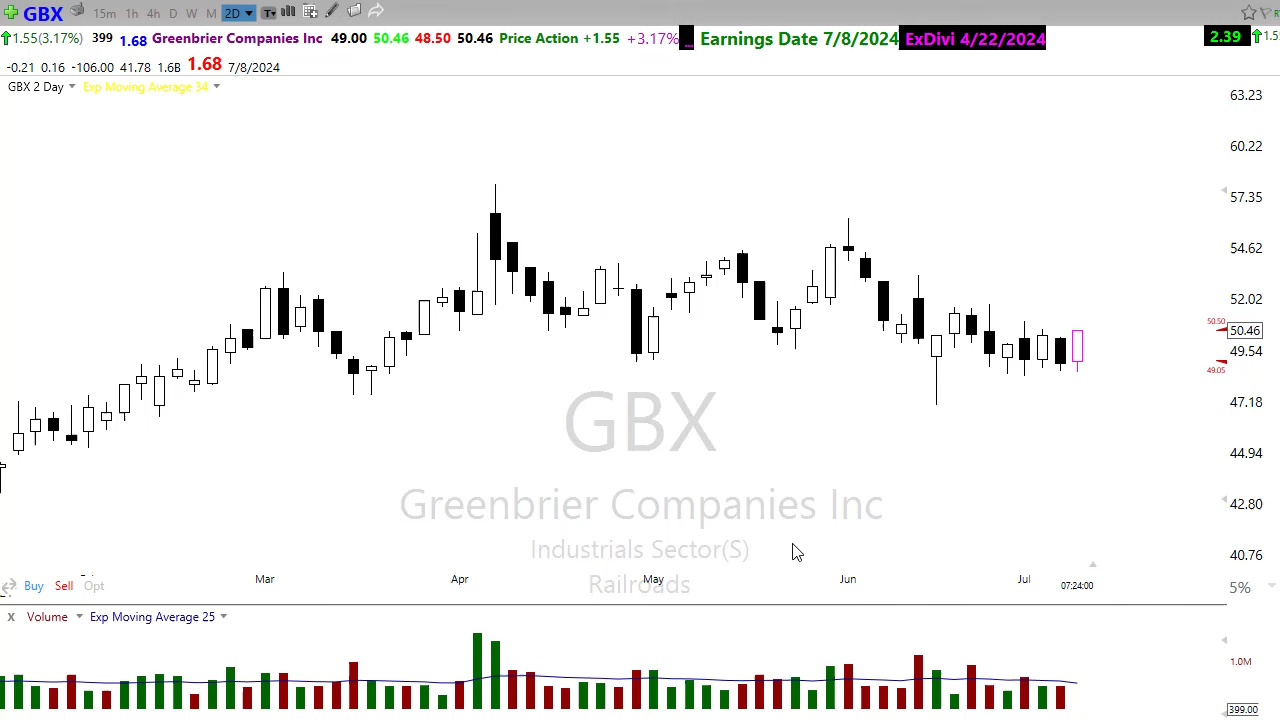 GBX 15m 1h 4h D W M 2D T
1.55(3.17%) 399 1.68 Greenbrier Companies Inc 49.00 50.46 48.50 50.46 Price Action +1.55 +3.17% ... Earnings Date 7/8/2024 ExDivi 4/22/2024 2.39
-0.21 0.16 -106.00 41.78 1.6B 1.68 7/8/2024
GBX 2 Day Exp Moving Average 34
63.23
60.22
57.35
54.62
52.02
50.50
50.46
49.54
49.05
47.18
GBX
44.94
Greenbrier Companies Inc
42.80
Industrials Sector(S)
40.76
Mar Apr May Jun Jul
Buy Sell Opt Railroads 07:24:00 5%
X Volume Exp Moving Average 25
1.0M
399.00